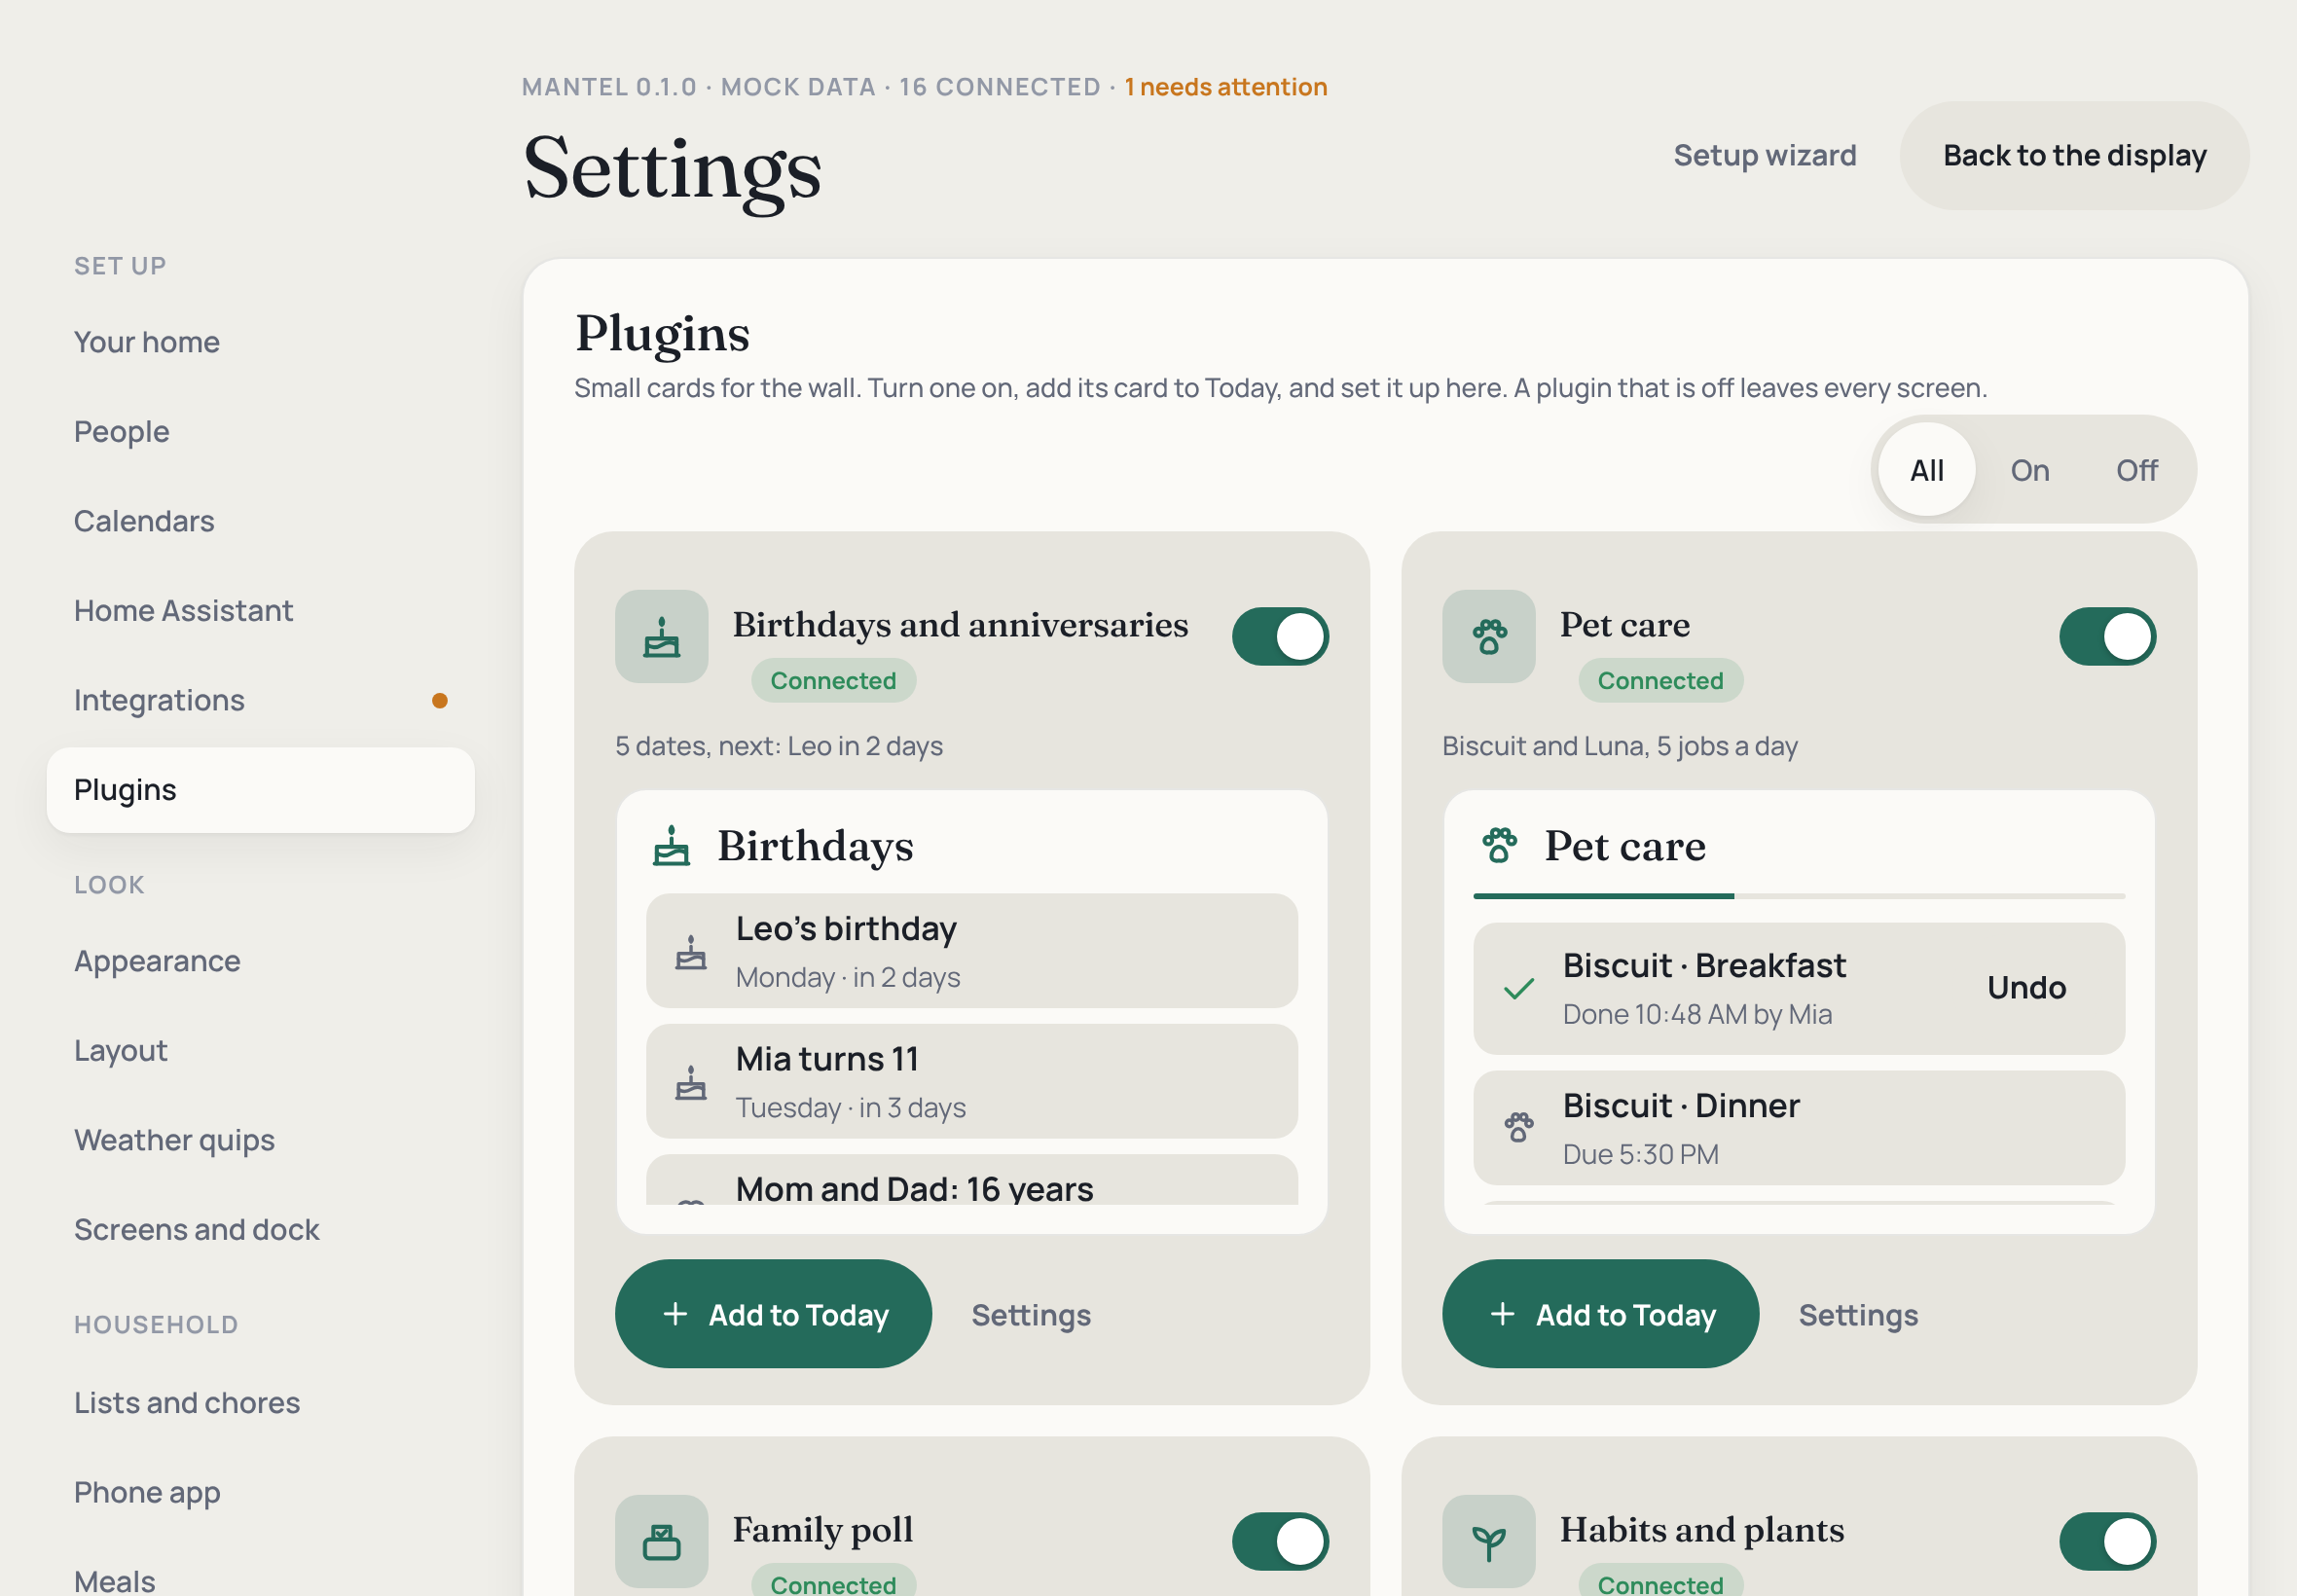 MANTEL 0.1.0 · MOCK DATA · 16 CONNECTED · 1 needs attention
Settings
Setup wizard
Back to the display
SET UP
Your home
People
Calendars
Home Assistant
Integrations
Plugins
LOOK
Appearance
Layout
Weather quips
Screens and dock
HOUSEHOLD
Lists and chores
Phone app
Meals
Plugins
Small cards for the wall. Turn one on, add its card to Today, and set it up here. A plugin that is off leaves every screen.
All
On
Off
Birthdays and anniversaries
Connected
5 dates, next: Leo in 2 days
Birthdays
Leo's birthday
Monday · in 2 days
Mia turns 11
Tuesday · in 3 days
Mom and Dad: 16 years
+ Add to Today
Settings
Pet care
Connected
Biscuit and Luna, 5 jobs a day
Pet care
Biscuit · Breakfast
Done 10:48 AM by Mia
Undo
Biscuit · Dinner
Due 5:30 PM
+ Add to Today
Settings
Family poll
Connected
Habits and plants
Connected